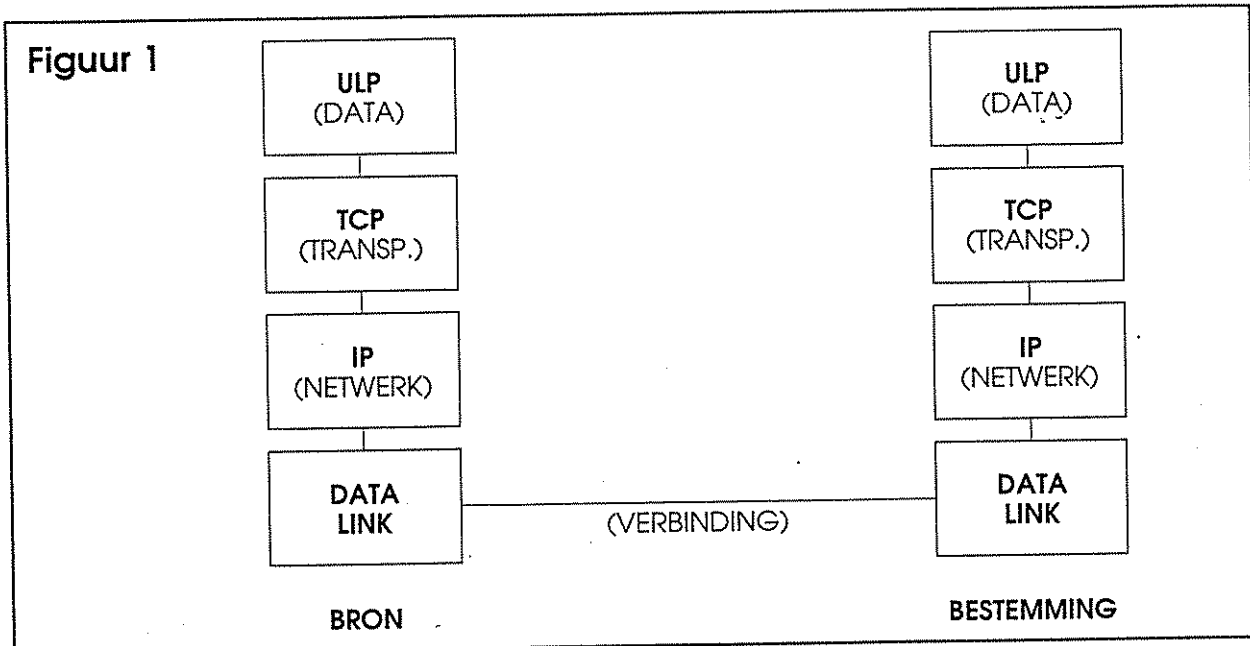 Figuur 1
ULP
(DATA)
TCP
(TRANSP.)
IP
(NETWERK)
DATA
LINK
BRON
(VERBINDING)
ULP
(DATA)
TCP
(TRANSP.)
IP
(NETWERK)
DATA
LINK
BESTEMMING